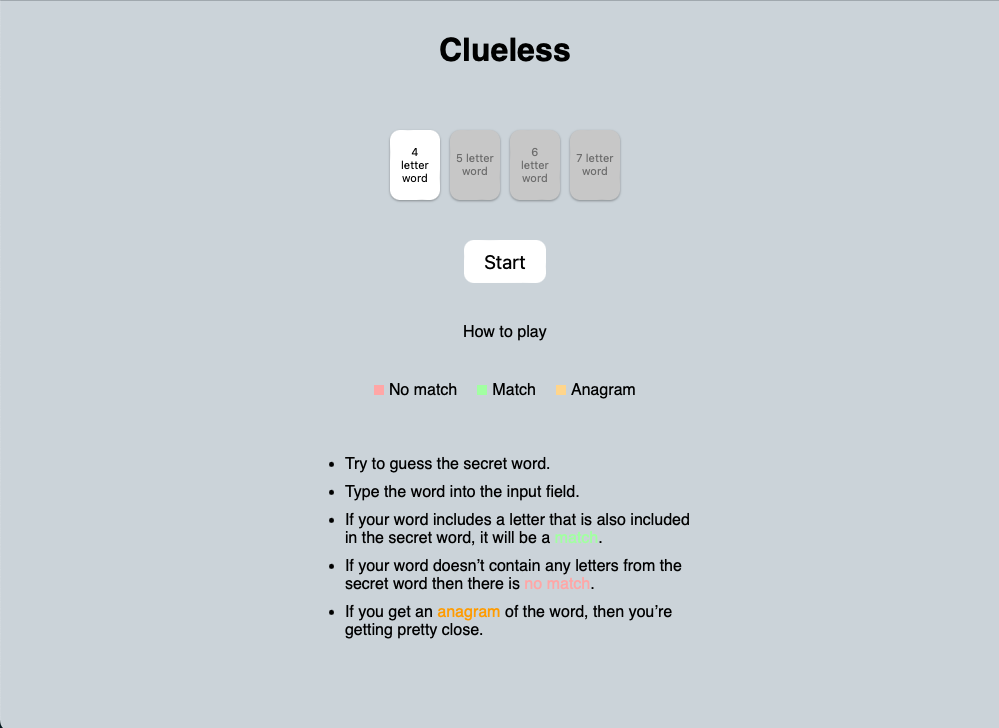 Clueless
4
letter
word
5 letter
word
6
letter
word
7 letter
word
Start
How to play
No match
Match
Anagram
Try to guess the secret word.
Type the word into the input field.
If your word includes a letter that is also included
in the secret word, it will be a match.
If your word doesn’t contain any letters from the
secret word then there is no match.
If you get an anagram of the word, then you’re
getting pretty close.